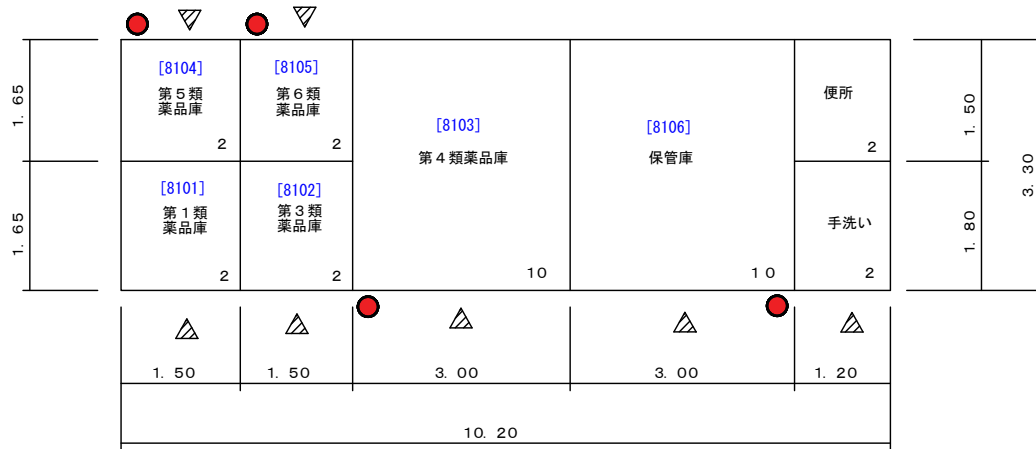 [8104]
第５類
薬品庫
2
[8105]
第６類
薬品庫
2
[8103]
第４類薬品庫
10
[8106]
保管庫
10
便所
2
[8101]
第１類
薬品庫
2
[8102]
第３類
薬品庫
2
手洗い
2
1.65
1.65
1.50
1.80
3.30
1.50
1.50
3.00
3.00
1.20
10.20